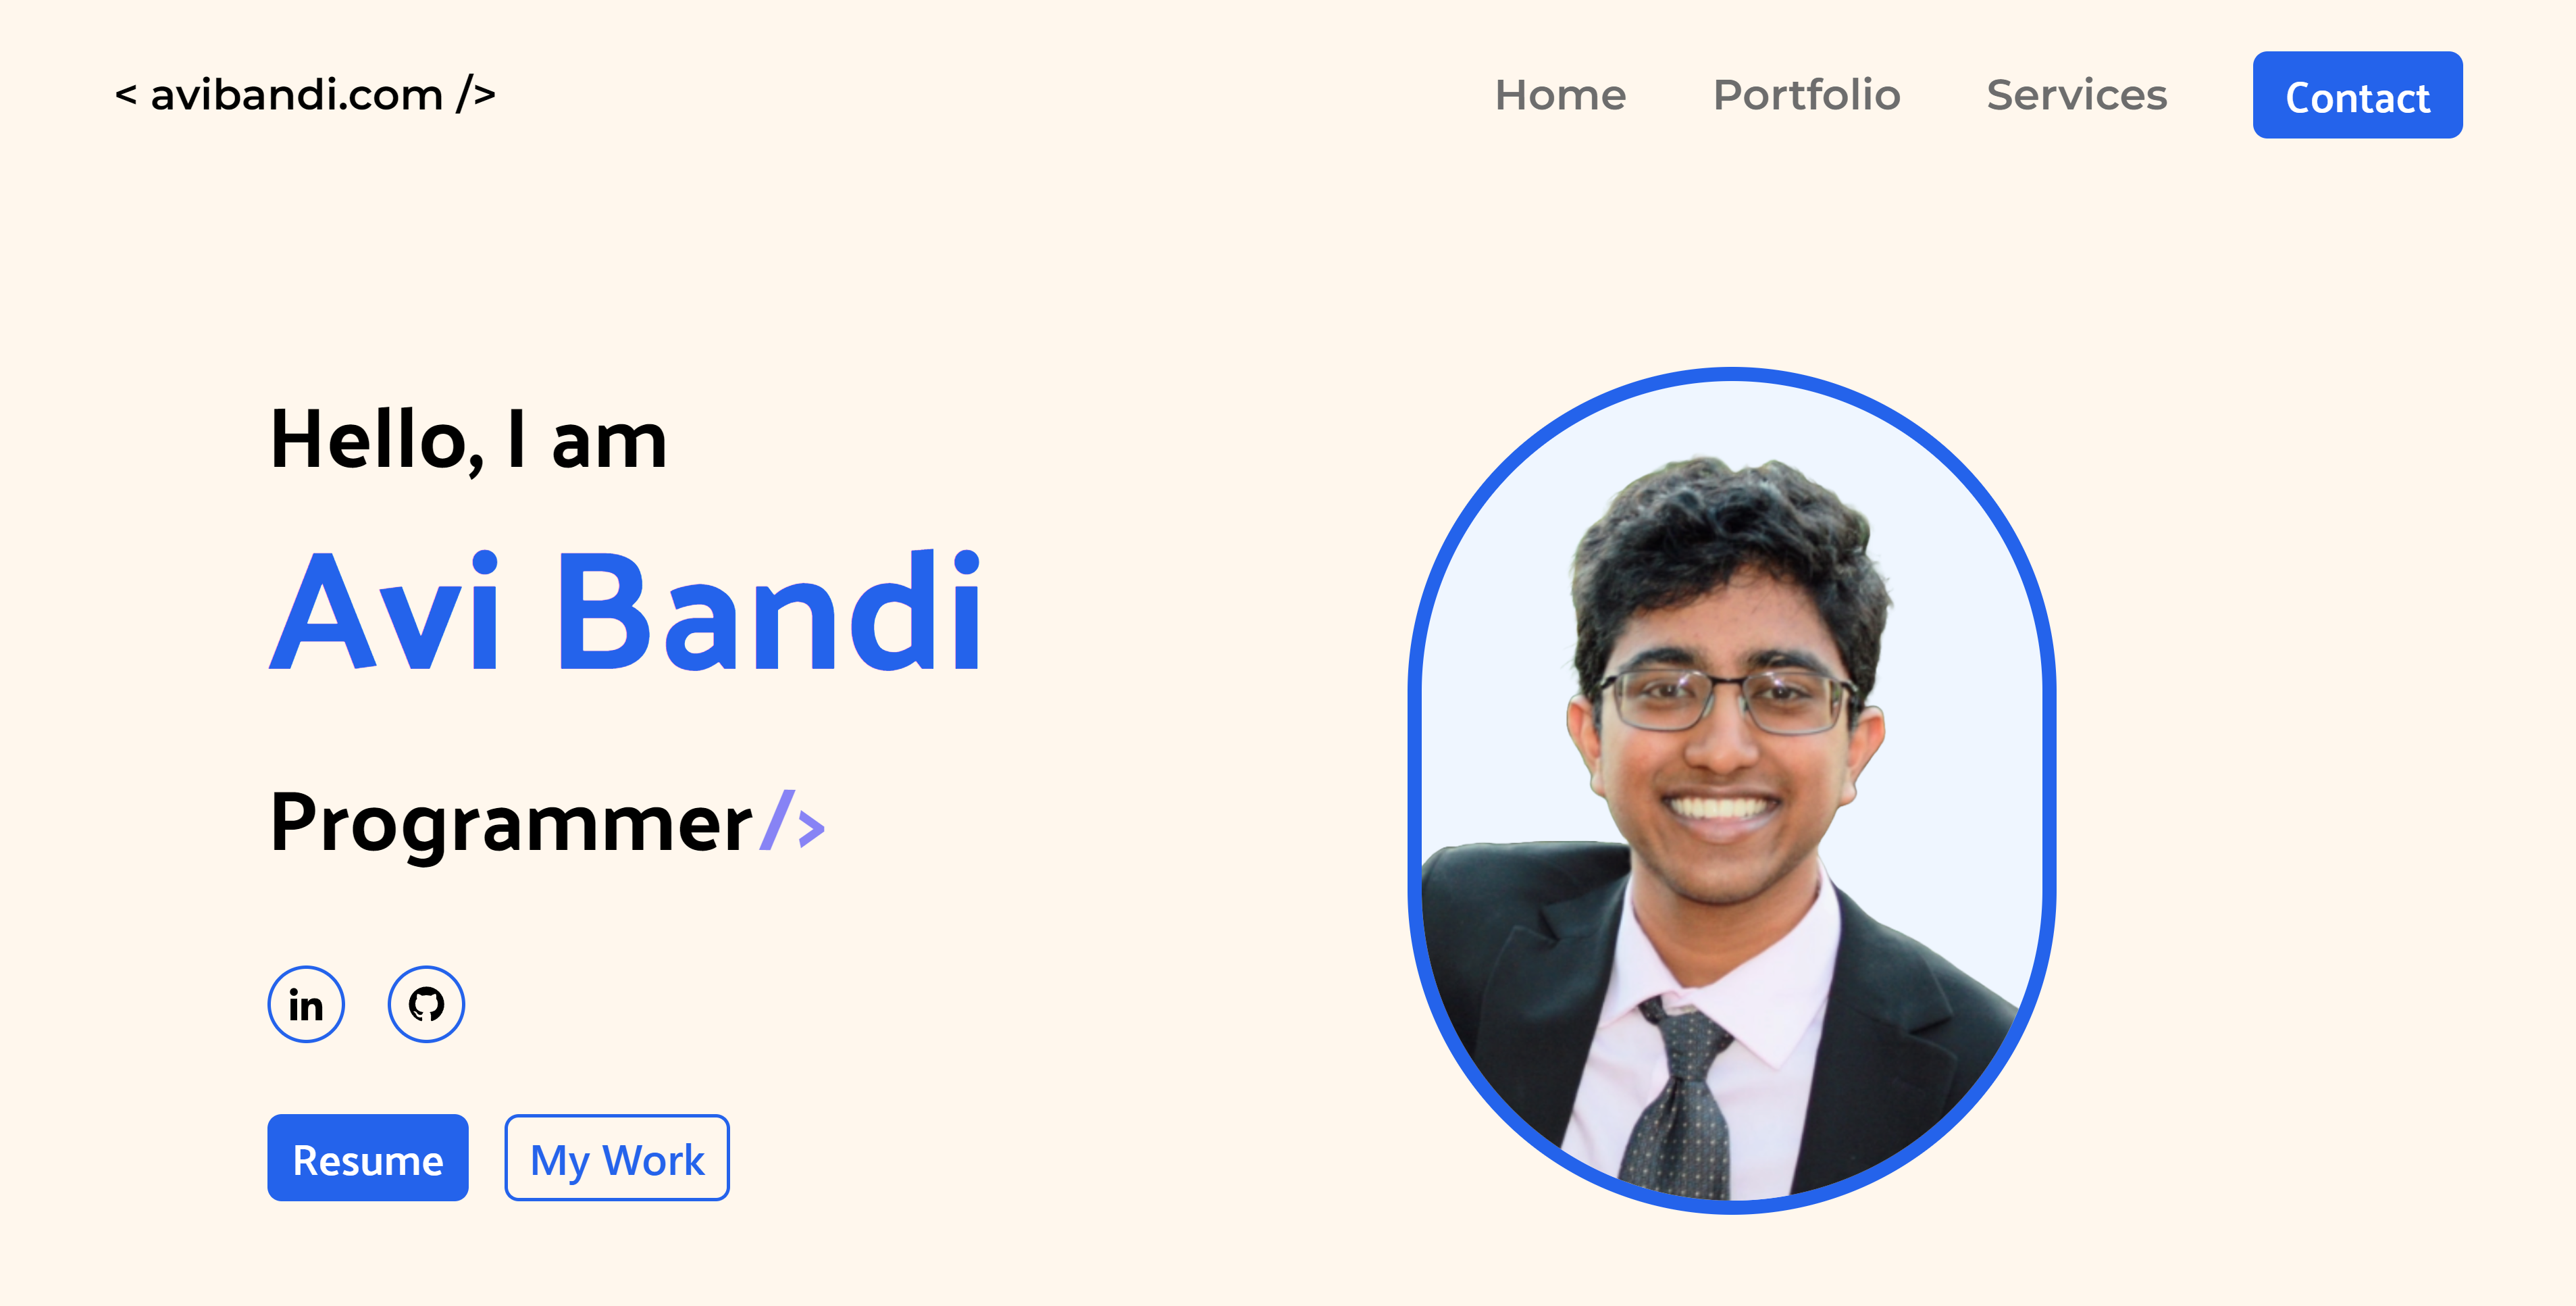 < avibandi.com />
Home Portfolio Services Contact
Hello, I am
Avi Bandi
Programmer/>
in
Resume My Work